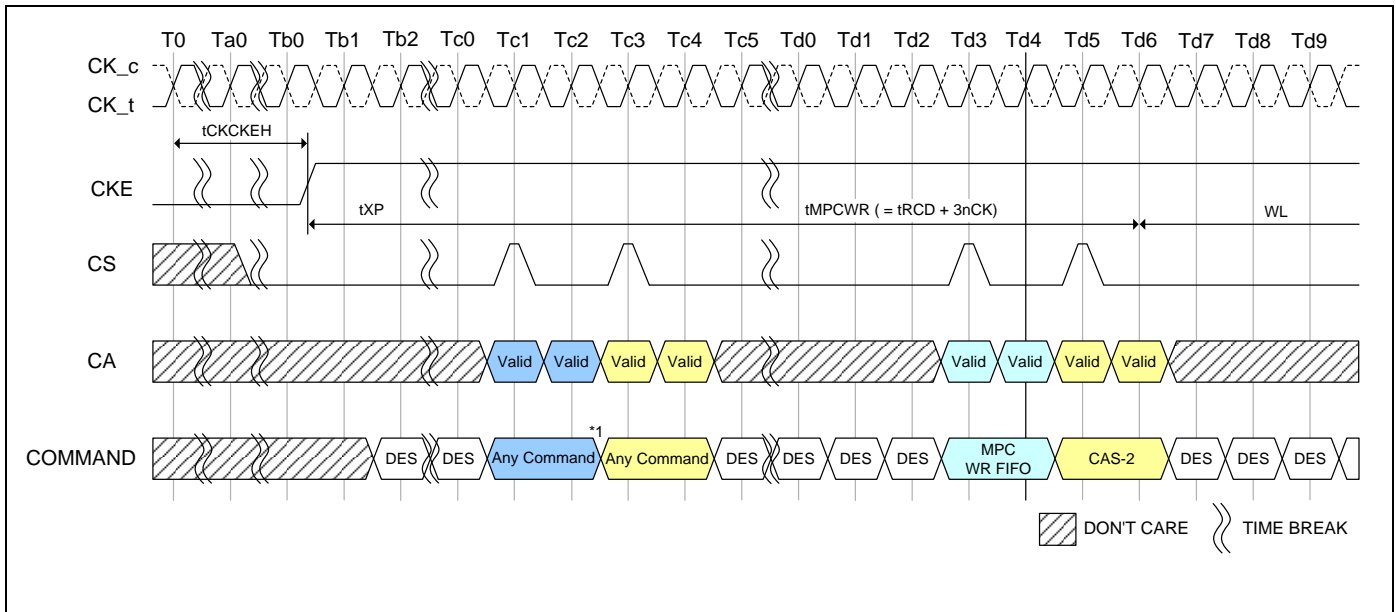 T0 Ta0 Tb0 Tb1 Tb2 Tc0 Tc1 Tc2 Tc3 Tc4 Tc5 Td0 Td1 Td2 Td3 Td4 Td5 Td6 Td7 Td8 Td9
CK_c
CK_t
tCKCKEH
CKE
tXP tMPCWR ( = tRCD + 3nCK) WL
CS
CA Valid Valid Valid Valid Valid Valid Valid Valid
*1
COMMAND DES DES Any Command Any Command DES DES DES DES MPC WR FIFO CAS-2 DES DES DES
DON'T CARE TIME BREAK